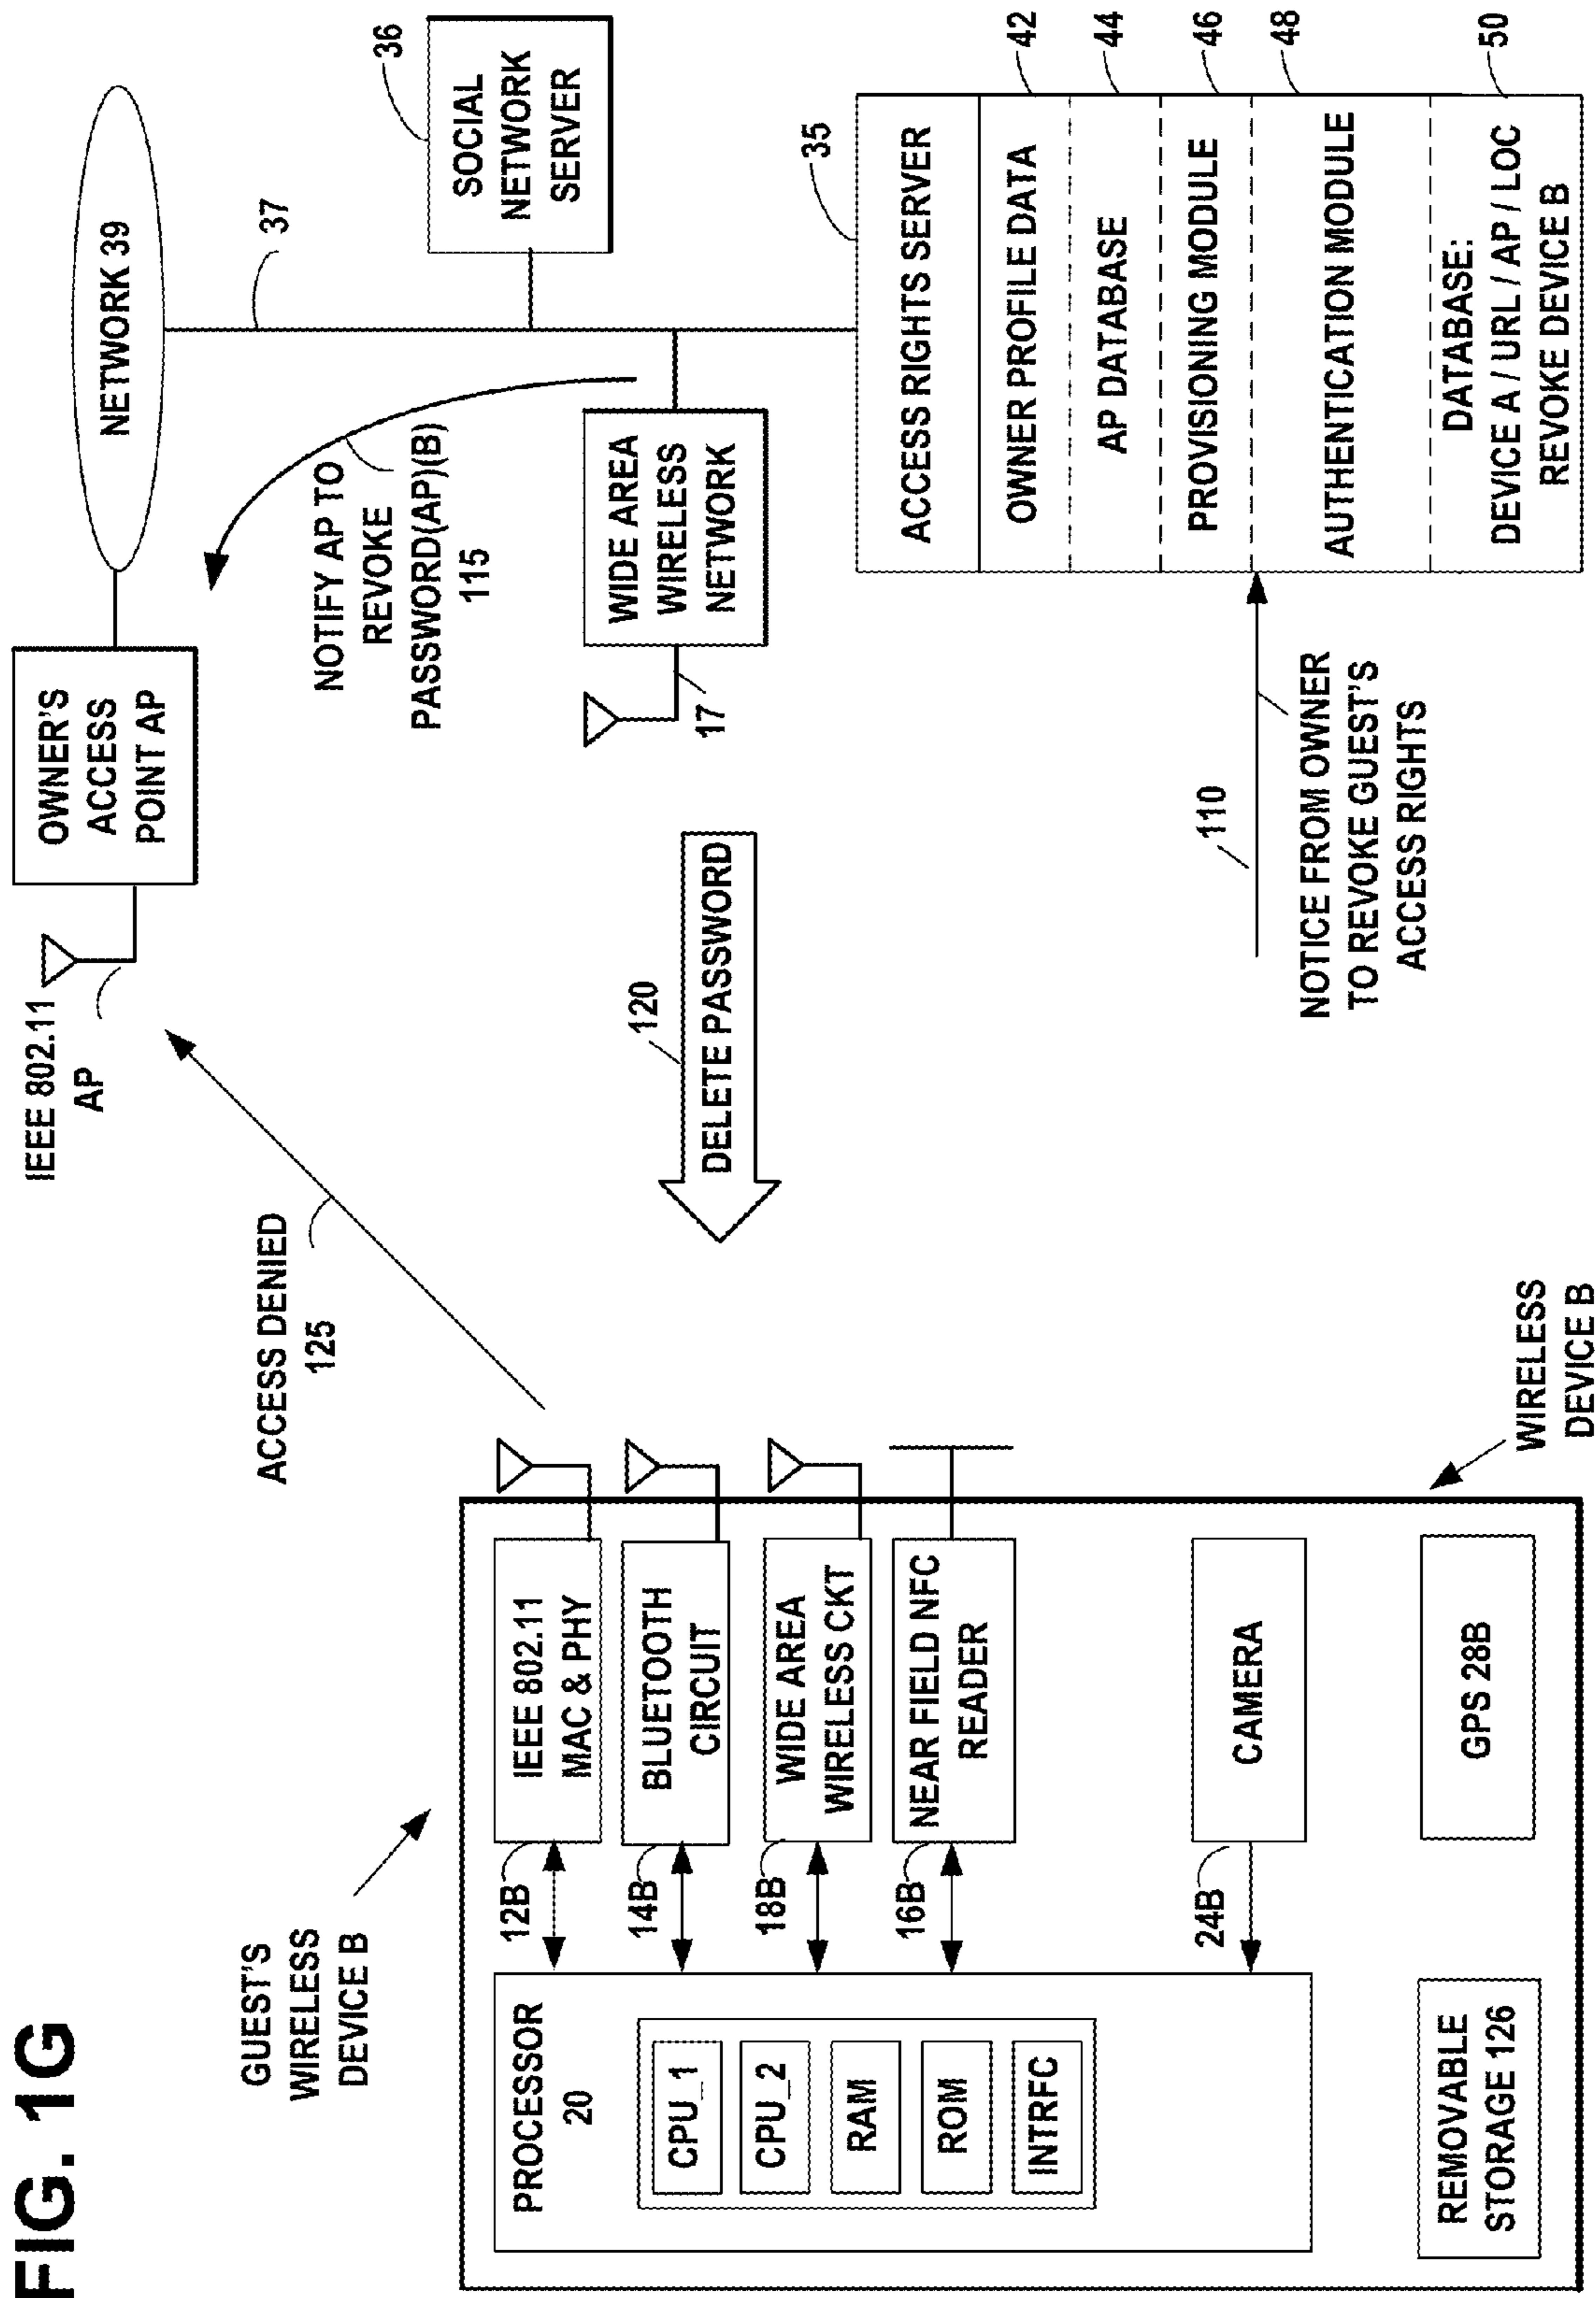 FIG. 1G
GUEST'S
WIRELESS
DEVICE B
PROCESSOR
20
CPU_1
CPU_2
RAM
ROM
INTRFC
REMOVABLE
STORAGE 126
12B
14B
18B
16B
24B
IEEE 802.11
MAC & PHY
BLUETOOTH
CIRCUIT
WIDE AREA
WIRELESS CKT
NEAR FIELD NFC
READER
CAMERA
GPS 28B
WIRELESS
DEVICE B
ACCESS DENIED
125
IEEE 802.11
AP
OWNER'S
ACCESS
POINT AP
NETWORK 39
37
SOCIAL
NETWORK
SERVER
36
NOTIFY AP TO
REVOKE
PASSWORD(AP)(B)
115
WIDE AREA
WIRELESS
NETWORK
17
120
DELETE PASSWORD
110
NOTICE FROM OWNER
TO REVOKE GUEST'S
ACCESS RIGHTS
35
ACCESS RIGHTS SERVER
OWNER PROFILE DATA
42
AP DATABASE
44
PROVISIONING MODULE
46
AUTHENTICATION MODULE
48
DATABASE:
DEVICE A / URL / AP / LOC
REVOKE DEVICE B
50